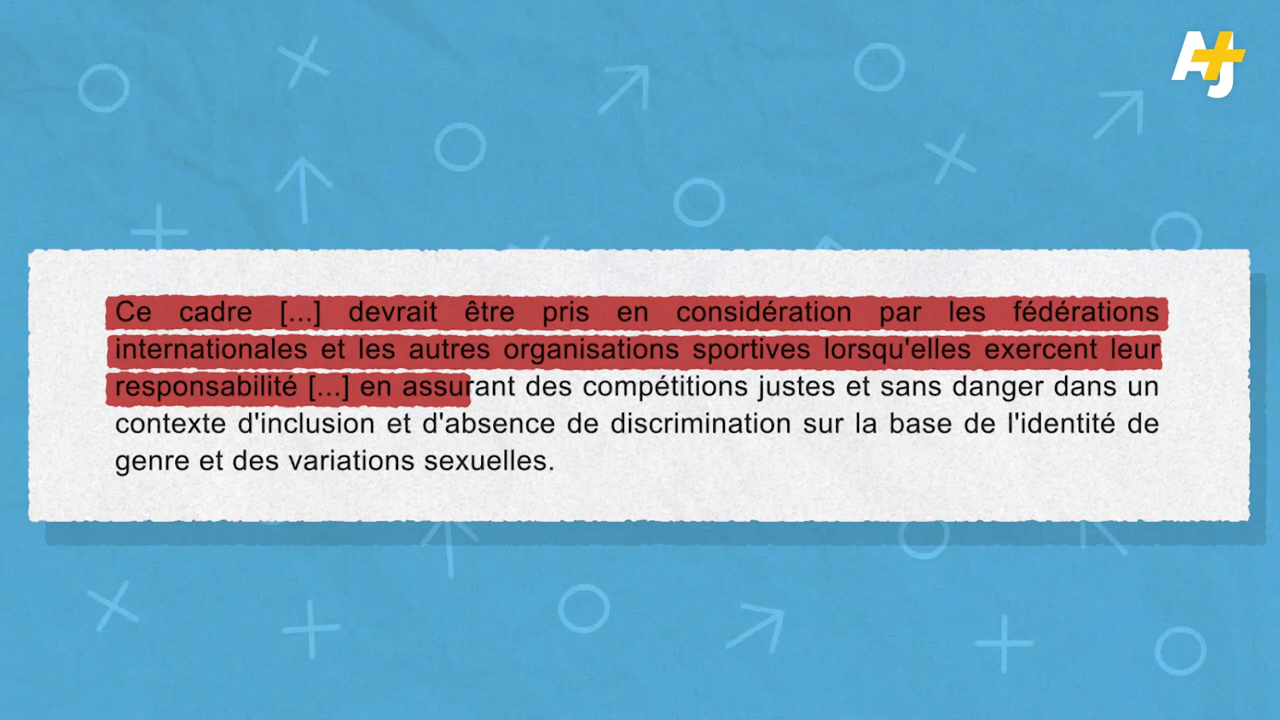 AJ+
Ce cadre [...] devrait être pris en considération par les fédérations
internationales et les autres organisations sportives lorsqu'elles exercent leur
responsabilité [...] en assurant des compétitions justes et sans danger dans un
contexte d'inclusion et d'absence de discrimination sur la base de l'identité de
genre et des variations sexuelles.